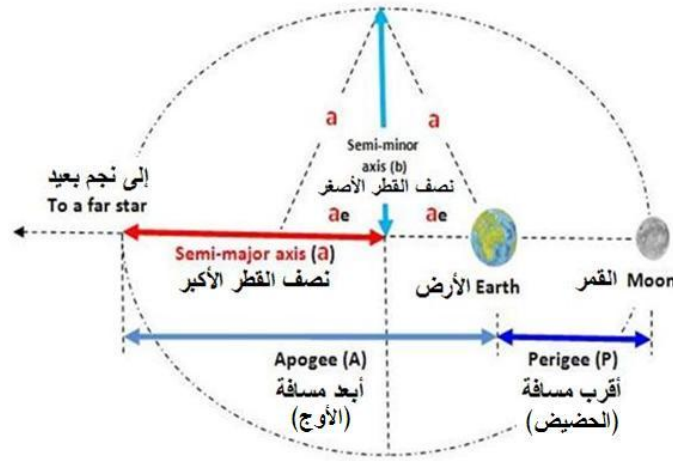 a
a
Semi-minor
axis (b)
نصف القطر الأصغر
إلى نجم بعيد
To a far star
ae
ae
Semi-major axis (a)
نصف القطر الأكبر
الأرض Earth
القمر Moon
Apogee (A)
أبعد مسافة
(الأوج)
Perigee (P)
أقرب مسافة
(الحضيض)